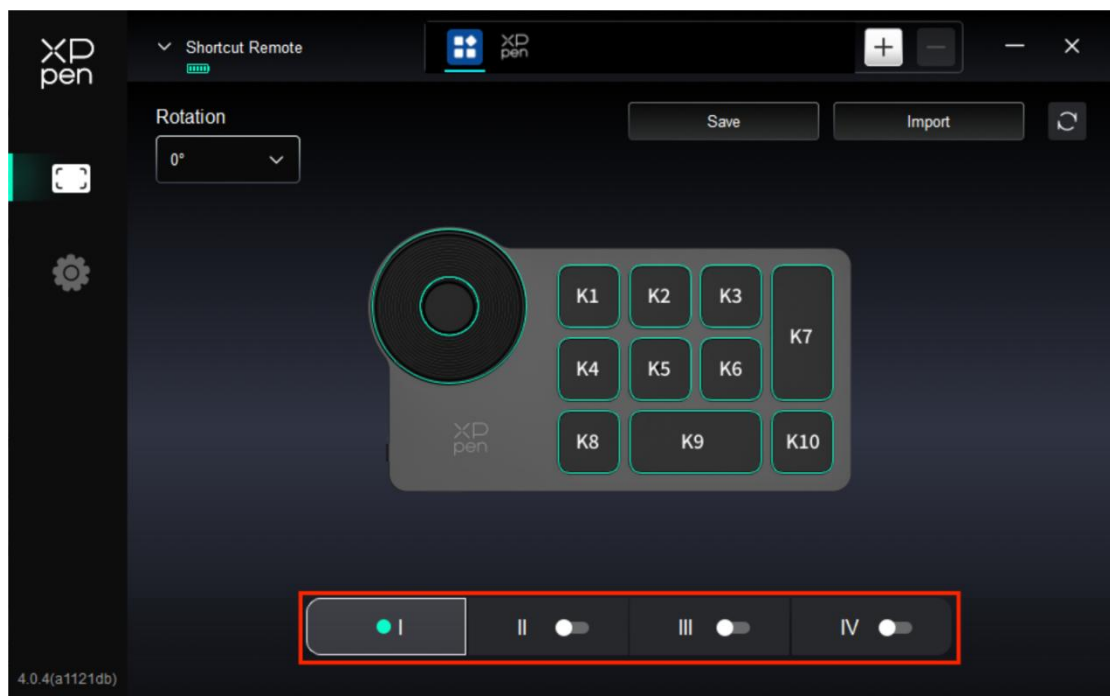 XP
pen
Shortcut Remote
XP
pen
Rotation
Save
Import
0°
K1
K2
K3
K7
K4
K5
K6
XP
pen
K8
K9
K10
I
II
III
IV
4.0.4(a1121db)